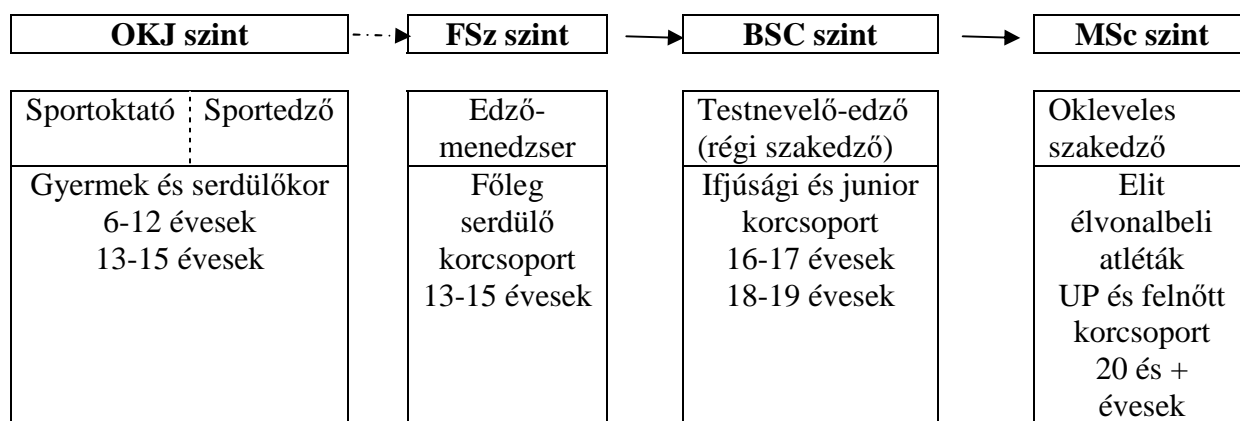 OKJ szint
FSz szint
BSC szint
MSc szint
Sportoktató
Sportedző
Gyermek és serdülőkor
6-12 évesek
13-15 évesek
Edző-
menedzser
Főleg
serdülő
korcsoport
13-15 évesek
Testnevelő-edző
(régi szakedző)
Ifjúsági és junior
korcsoport
16-17 évesek
18-19 évesek
Okleveles
szakedző
Elit
élvonalbeli
atléták
UP és felnőtt
korcsoport
20 és +
évesek